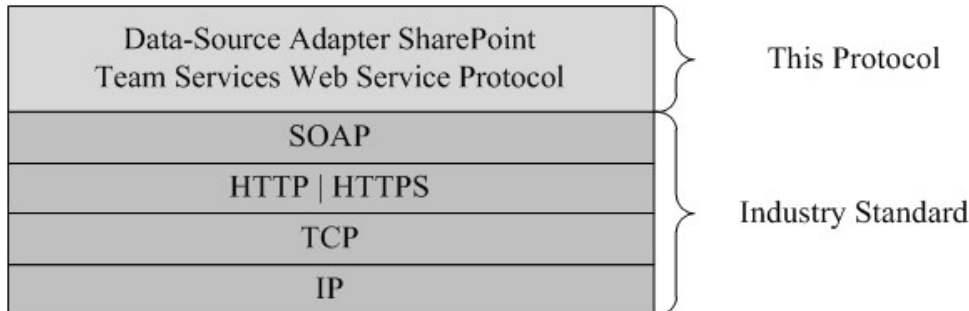 Data-Source Adapter SharePoint
Team Services Web Service Protocol
This Protocol
SOAP
HTTP | HTTPS
TCP
IP
Industry Standard